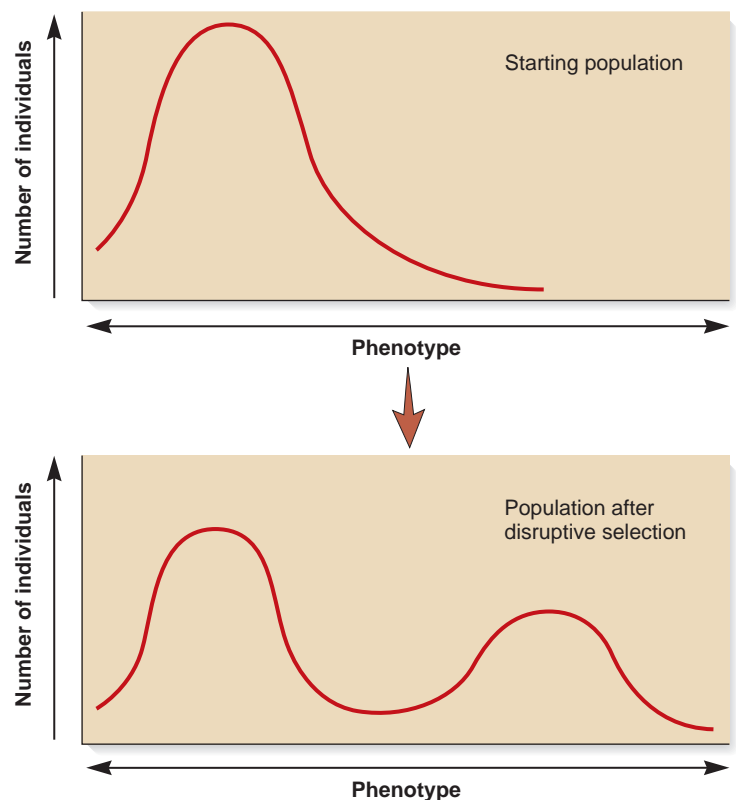 Number of individuals
Starting population
Phenotype
Number of individuals
Population after
disruptive selection
Phenotype